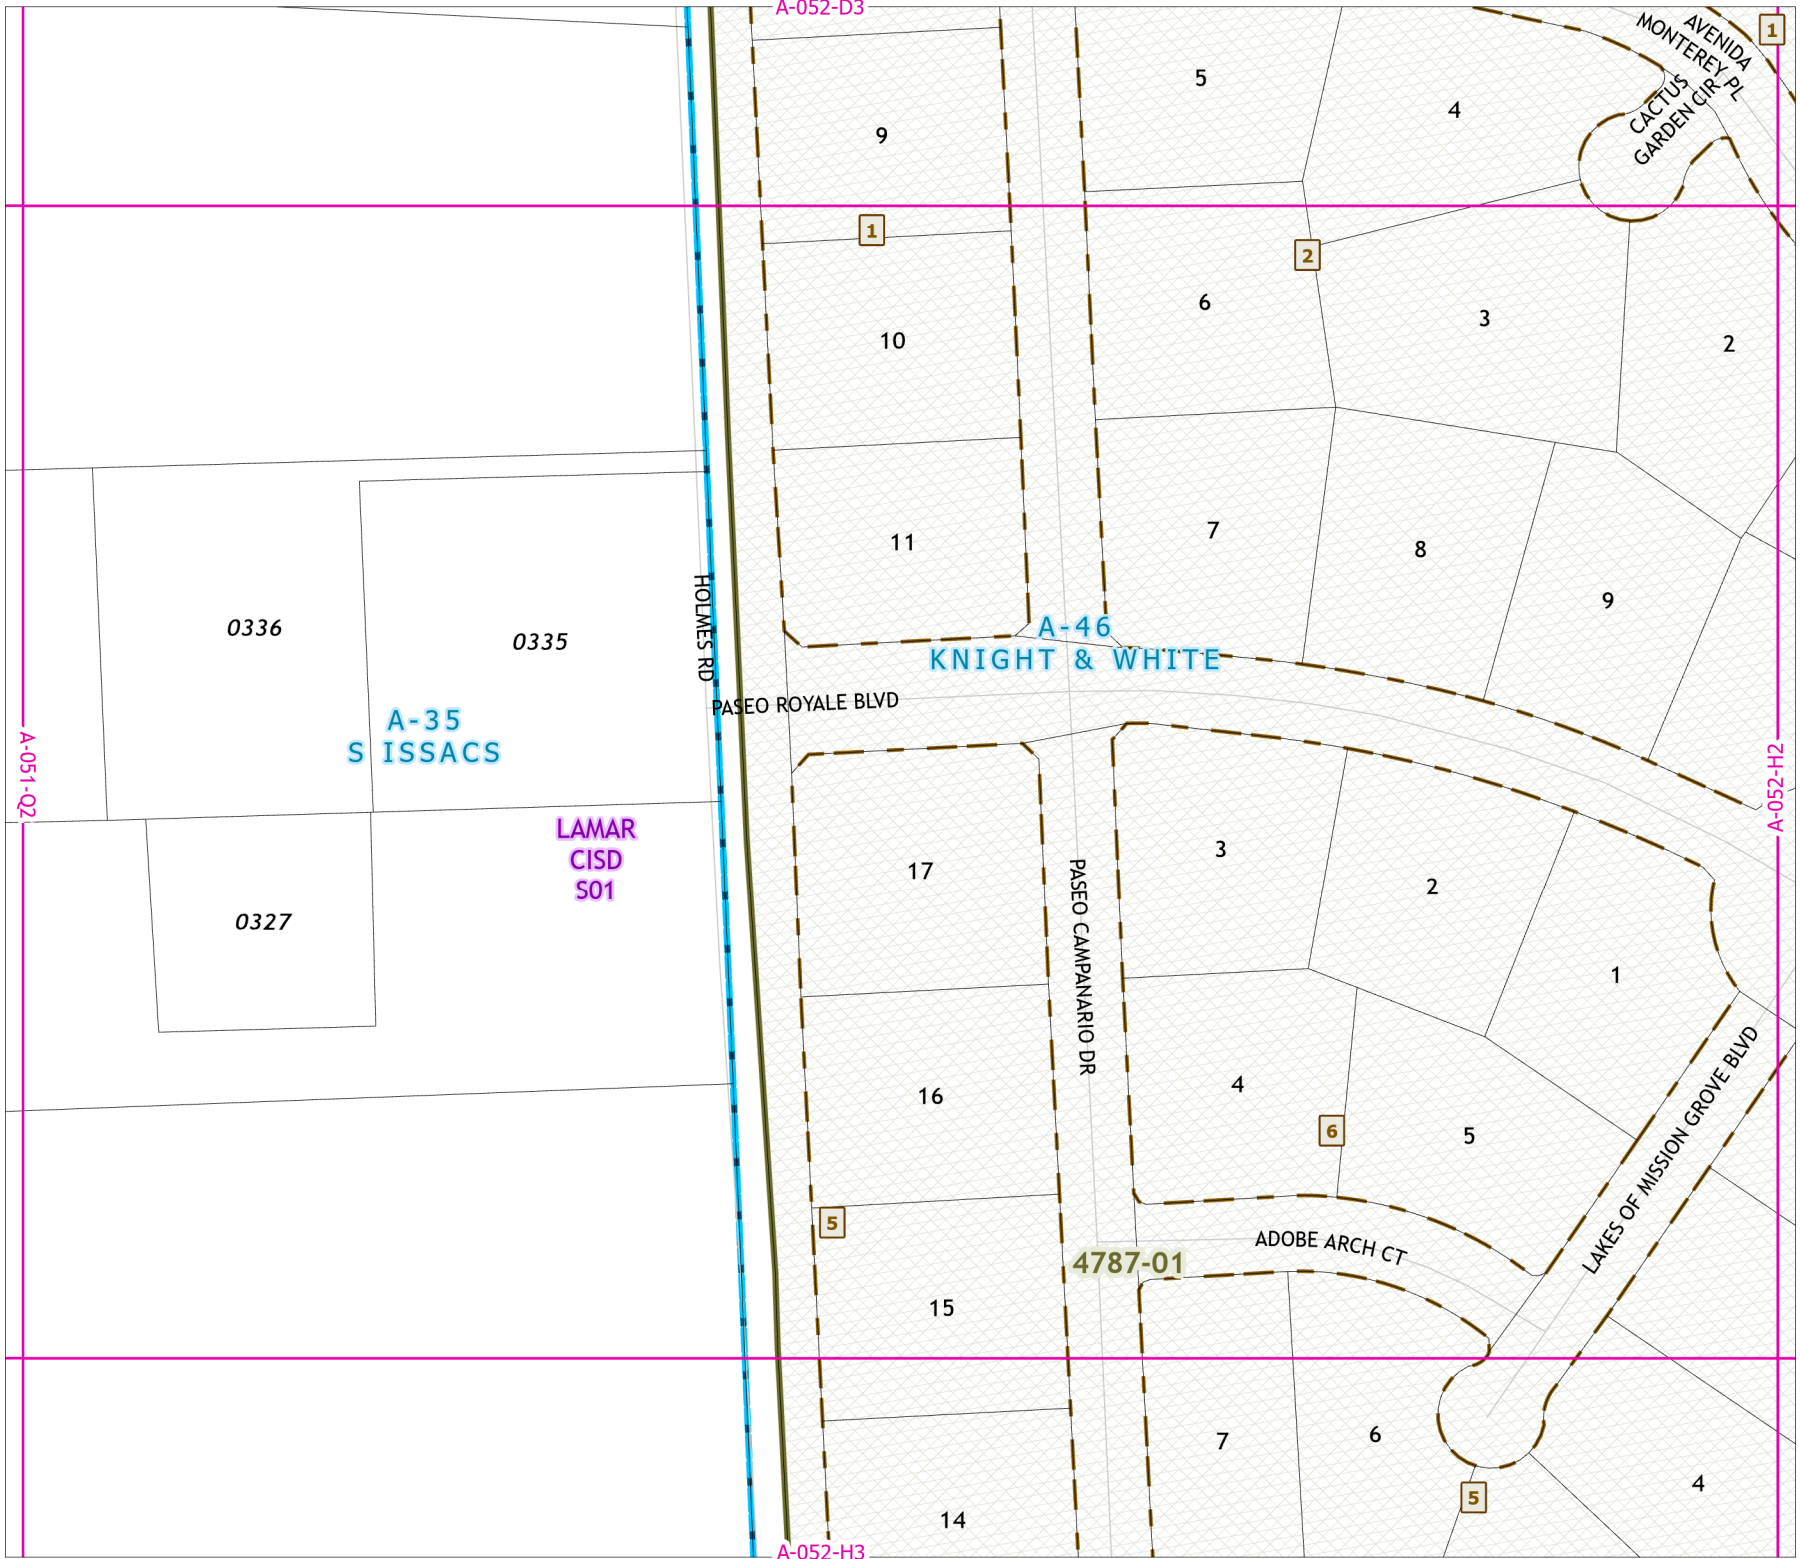 A-052-D3
AVENIDA
MONTEREY PL
1
CACTUS
GARDEN CIR
5
4
9
1
2
6
3
2
10
11
7
8
9
0336
0335
HOLMES RD
A-46
KNIGHT & WHITE
PASEO ROYALE BLVD
A-35
S ISSACS
A-051-Q2
A-052-H2
LAMAR
CISD
S01
0327
17
3
2
1
PASEO CAMPANARIO DR
16
4
6
5
LAKES OF MISSION GROVE BLVD
5
ADOBE ARCH CT
4787-01
15
7
6
5
4
14
A-052-H3